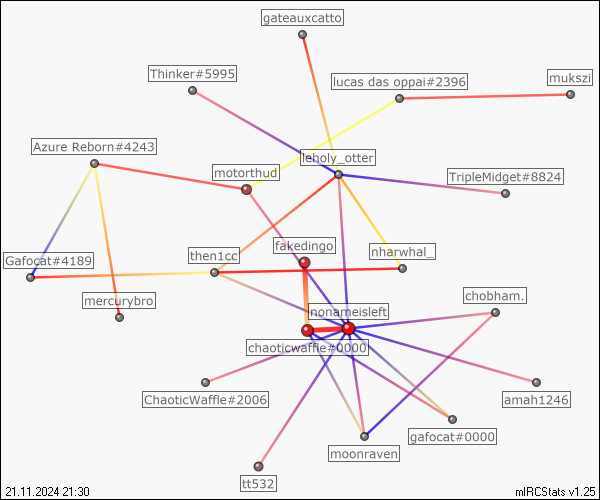 gateauxcatto
Thinker#5995
lucas das oppai#2396
mukszi
Azure Reborn#4243
leholy_otter
motorthud
TripleMidget#8824
fakedingo
nharwhal_
then1cc
Gafocat#4189
mercurybro
chobham.
nonameisleft
chaoticwaffle#0000
ChaoticWaffle#2006
amah1246
gafocat#0000
moonraven
tt532
21.11.2024 21:30
mIRCStats v1.25